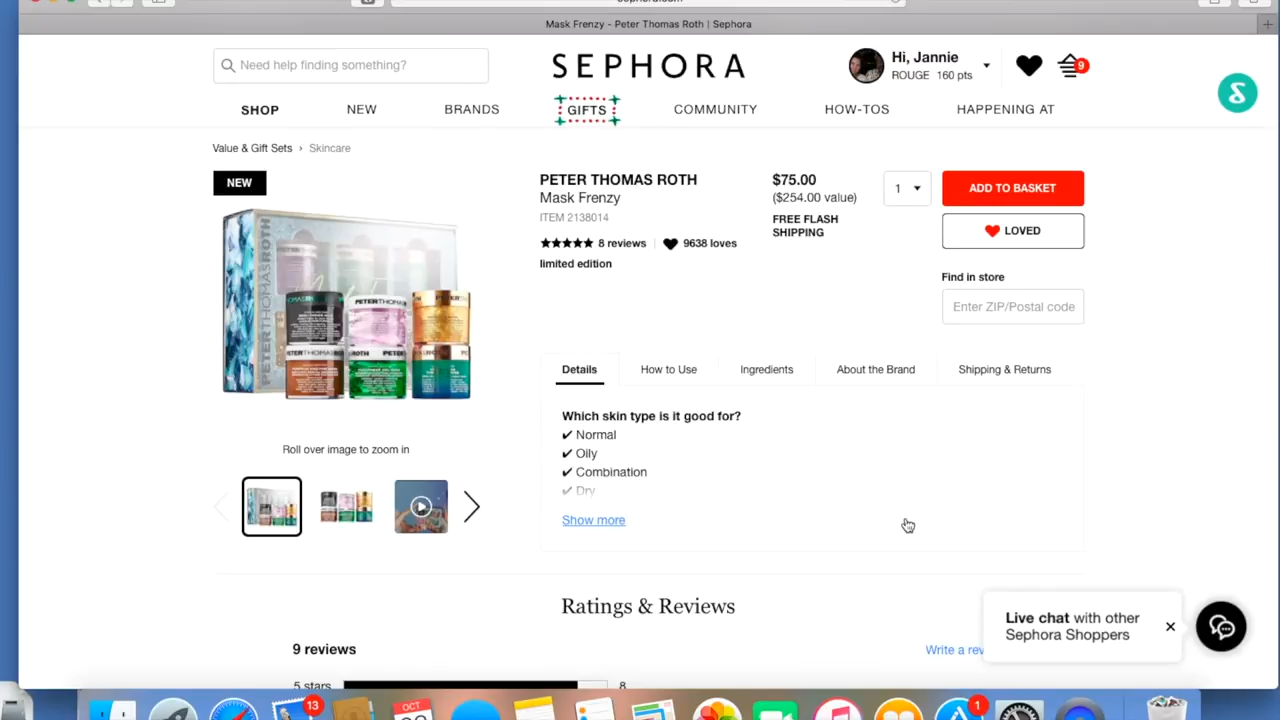 Mask Frenzy - Peter Thomas Roth | Sephora
Need help finding something?
SEPHORA
Hi, Jannie
ROUGE 160 pts
9
SHOP
NEW
BRANDS
GIFTS
COMMUNITY
HOW-TOS
HAPPENING AT
Value & Gift Sets › Skincare
NEW
PETER THOMAS ROTH
Mask Frenzy
ITEM 2138014
8 reviews
9638 loves
limited edition
$75.00
($254.00 value)
FREE FLASH
SHIPPING
1
ADD TO BASKET
LOVED
Find in store
Enter ZIP/Postal code
PETERTHOMAS ROTH
Roll over image to zoom in
Details
How to Use
Ingredients
About the Brand
Shipping & Returns
Which skin type is it good for?
✔ Normal
✔ Oily
✔ Combination
✔ Dry
Show more
Ratings & Reviews
9 reviews
Write a rev
5 stars
8
Live chat with other
Sephora Shoppers
13
OCT
1